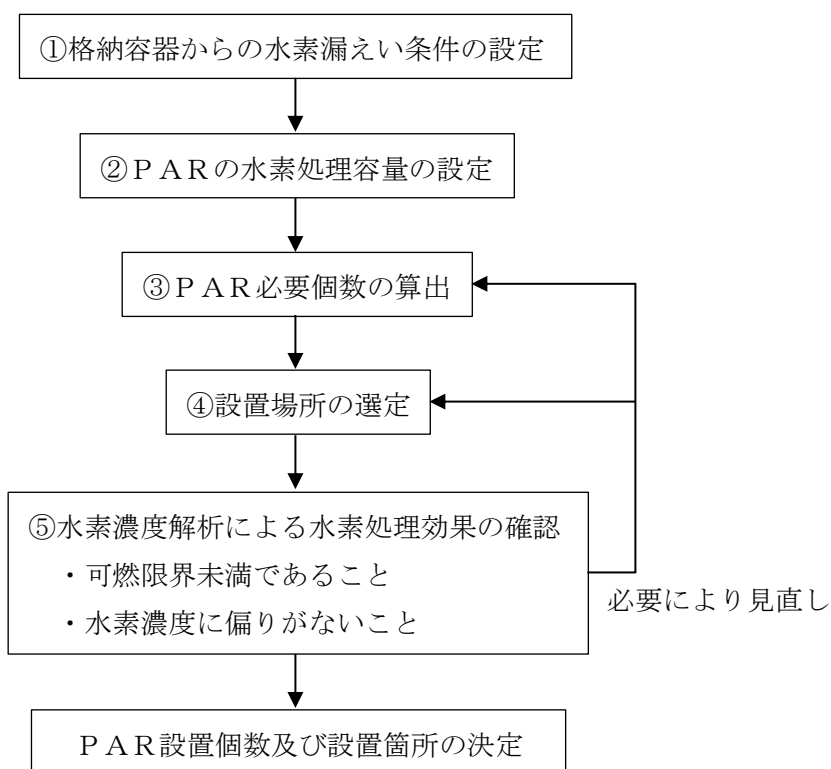 ①格納容器からの水素漏えい条件の設定
②ＰＡＲの水素処理容量の設定
③ＰＡＲ必要個数の算出
④設置場所の選定
⑤水素濃度解析による水素処理効果の確認
・可燃限界未満であること
・水素濃度に偏りがないこと
必要により見直し
ＰＡＲ設置個数及び設置箇所の決定